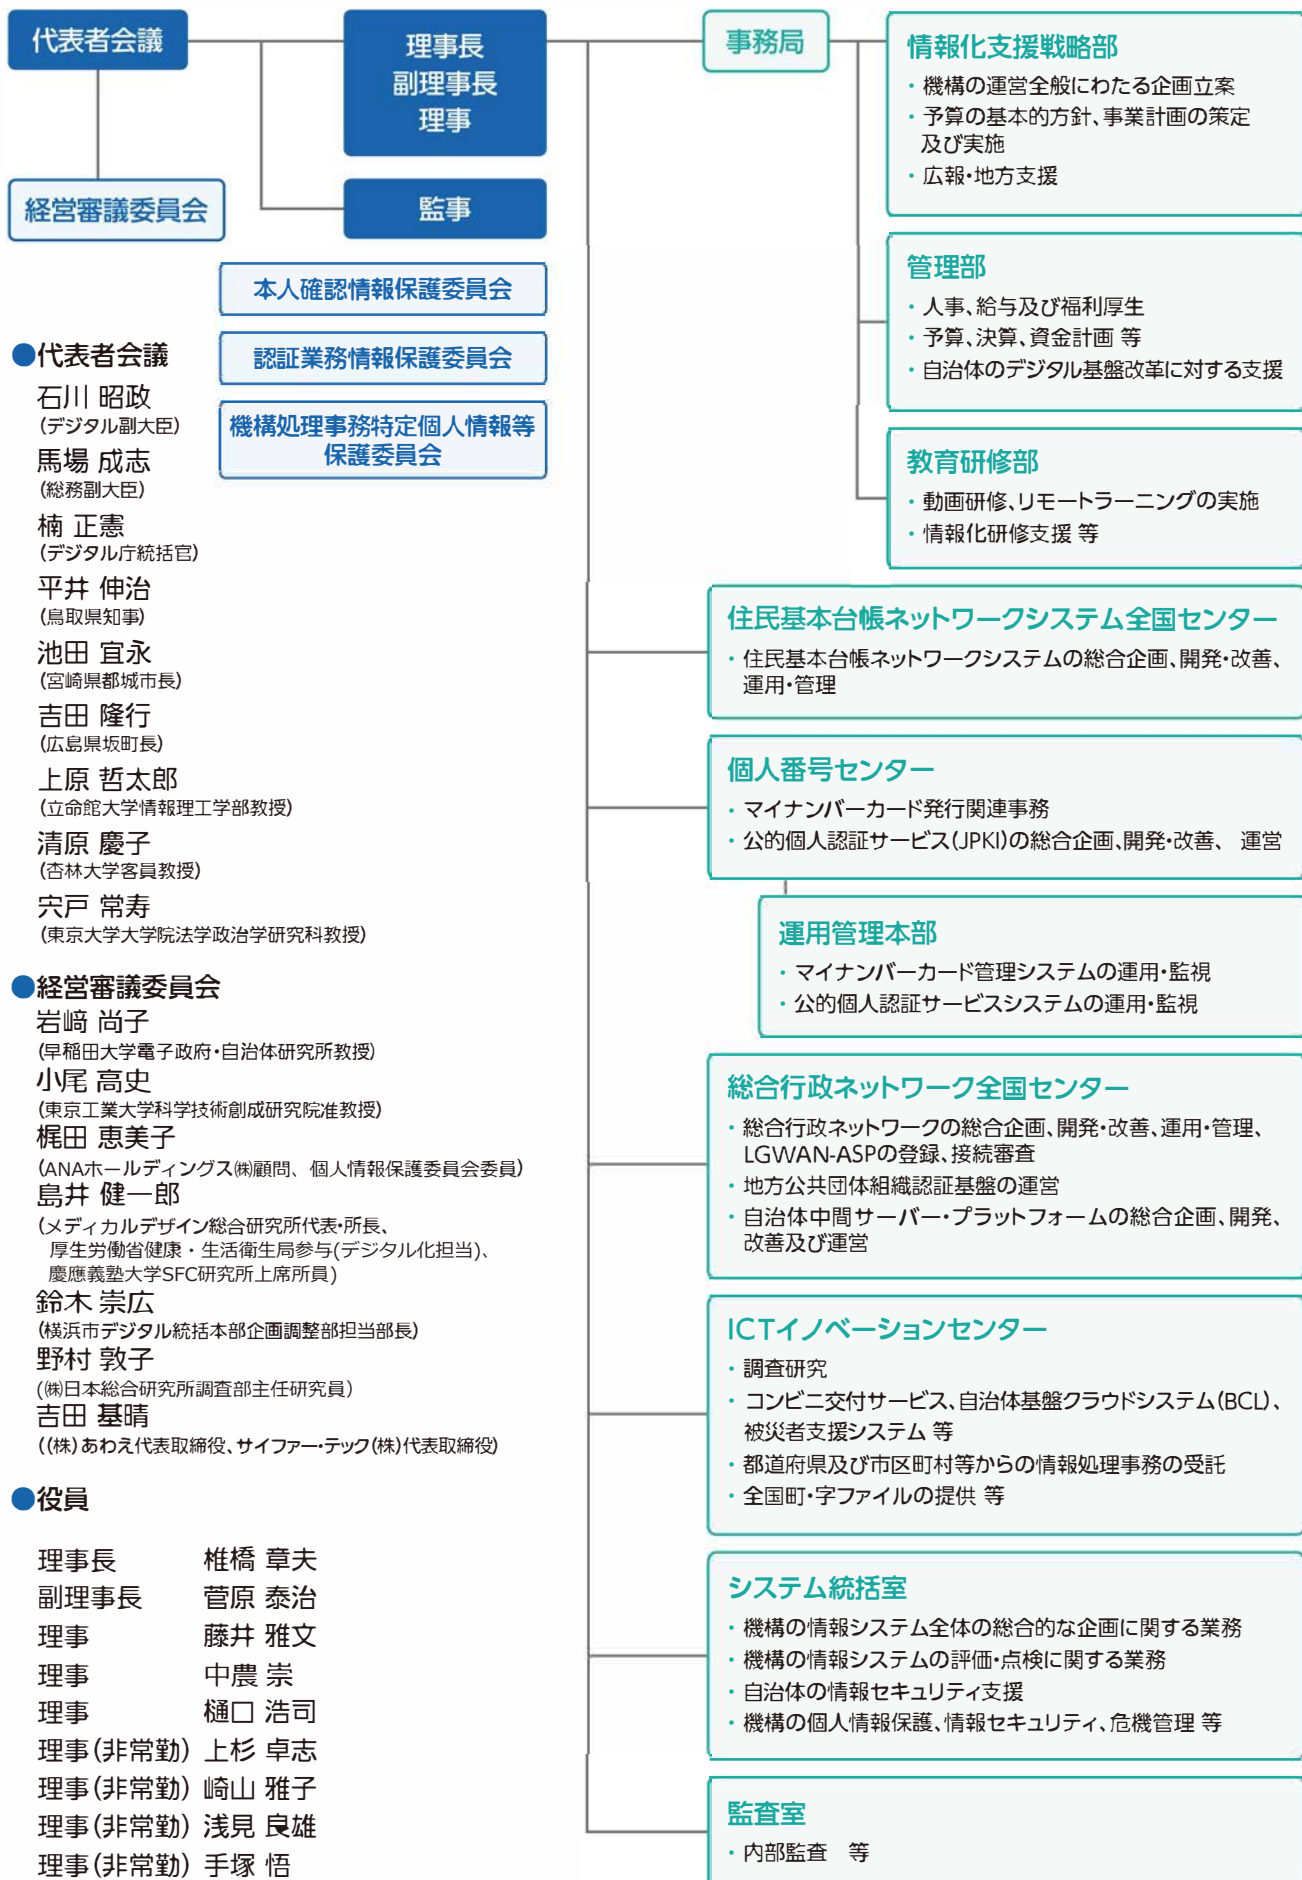 代表者会議
理事長
副理事長
理事
監事
経営審議委員会
本人確認情報保護委員会
認証業務情報保護委員会
機構処理事務特定個人情報等
保護委員会
●代表者会議
石川 昭政
(デジタル副大臣)
馬場 成志
(総務副大臣)
楠 正憲
(デジタル庁統括官)
平井 伸治
(鳥取県知事)
池田 宜永
(宮崎県都城市長)
吉田 隆行
(広島県坂町長)
上原 哲太郎
(立命館大学情報理工学部教授)
清原 慶子
(杏林大学客員教授)
宍戸 常寿
(東京大学大学院法学政治学研究科教授)
●経営審議委員会
岩﨑 尚子
(早稲田大学電子政府・自治体研究所教授)
小尾 高史
(東京工業大学科学技術創成研究院准教授)
梶田 恵美子
(ANAホールディングス㈱顧問、個人情報保護委員会委員)
島井 健一郎
(メディカルデザイン総合研究所代表・所長、
厚生労働省健康・生活衛生局参与(デジタル化担当)、
慶應義塾大学SFC研究所上席所員)
鈴木 崇広
(横浜市デジタル統括本部企画調整部担当部長)
野村 敦子
(㈱日本総合研究所調査部主任研究員)
吉田 基晴
((株)あわえ代表取締役、サイファー・テック(株)代表取締役)
●役員
理事長 椎橋 章夫
副理事長 菅原 泰治
理事 藤井 雅文
理事 中農 崇
理事 樋口 浩司
理事(非常勤) 上杉 卓志
理事(非常勤) 崎山 雅子
理事(非常勤) 浅見 良雄
理事(非常勤) 手塚 悟
事務局
情報化支援戦略部
・機構の運営全般にわたる企画立案
・予算の基本的方針、事業計画の策定
及び実施
・広報・地方支援
管理部
・人事、給与及び福利厚生
・予算、決算、資金計画 等
・自治体のデジタル基盤改革に対する支援
教育研修部
・動画研修、リモートラーニングの実施
・情報化研修支援 等
住民基本台帳ネットワークシステム全国センター
・住民基本台帳ネットワークシステムの総合企画、開発・改善、
運用・管理
個人番号センター
・マイナンバーカード発行関連事務
・公的個人認証サービス(JPKI)の総合企画、開発・改善、 運営
運用管理本部
・マイナンバーカード管理システムの運用・監視
・公的個人認証サービスシステムの運用・監視
総合行政ネットワーク全国センター
・総合行政ネットワークの総合企画、開発・改善、運用・管理、
LGWAN-ASPの登録、接続審査
・地方公共団体組織認証基盤の運営
・自治体中間サーバー・プラットフォームの総合企画、開発、
改善及び運営
ICTイノベーションセンター
・調査研究
・コンビニ交付サービス、自治体基盤クラウドシステム(BCL)、
被災者支援システム 等
・都道府県及び市区町村等からの情報処理事務の受託
・全国町・字ファイルの提供 等
システム統括室
・機構の情報システム全体の総合的な企画に関する業務
・機構の情報システムの評価・点検に関する業務
・自治体の情報セキュリティ支援
・機構の個人情報保護、情報セキュリティ、危機管理 等
監査室
・内部監査 等